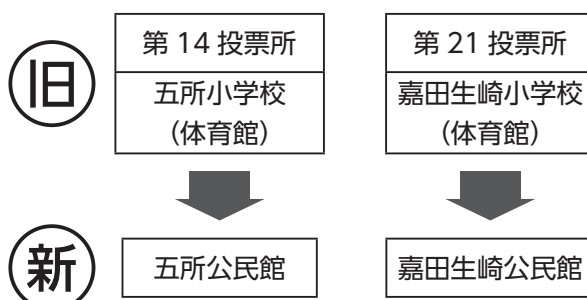 旧
第 14 投票所
五所小学校
（体育館）
第 21 投票所
嘉田生崎小学校
（体育館）
新
五所公民館
嘉田生崎公民館